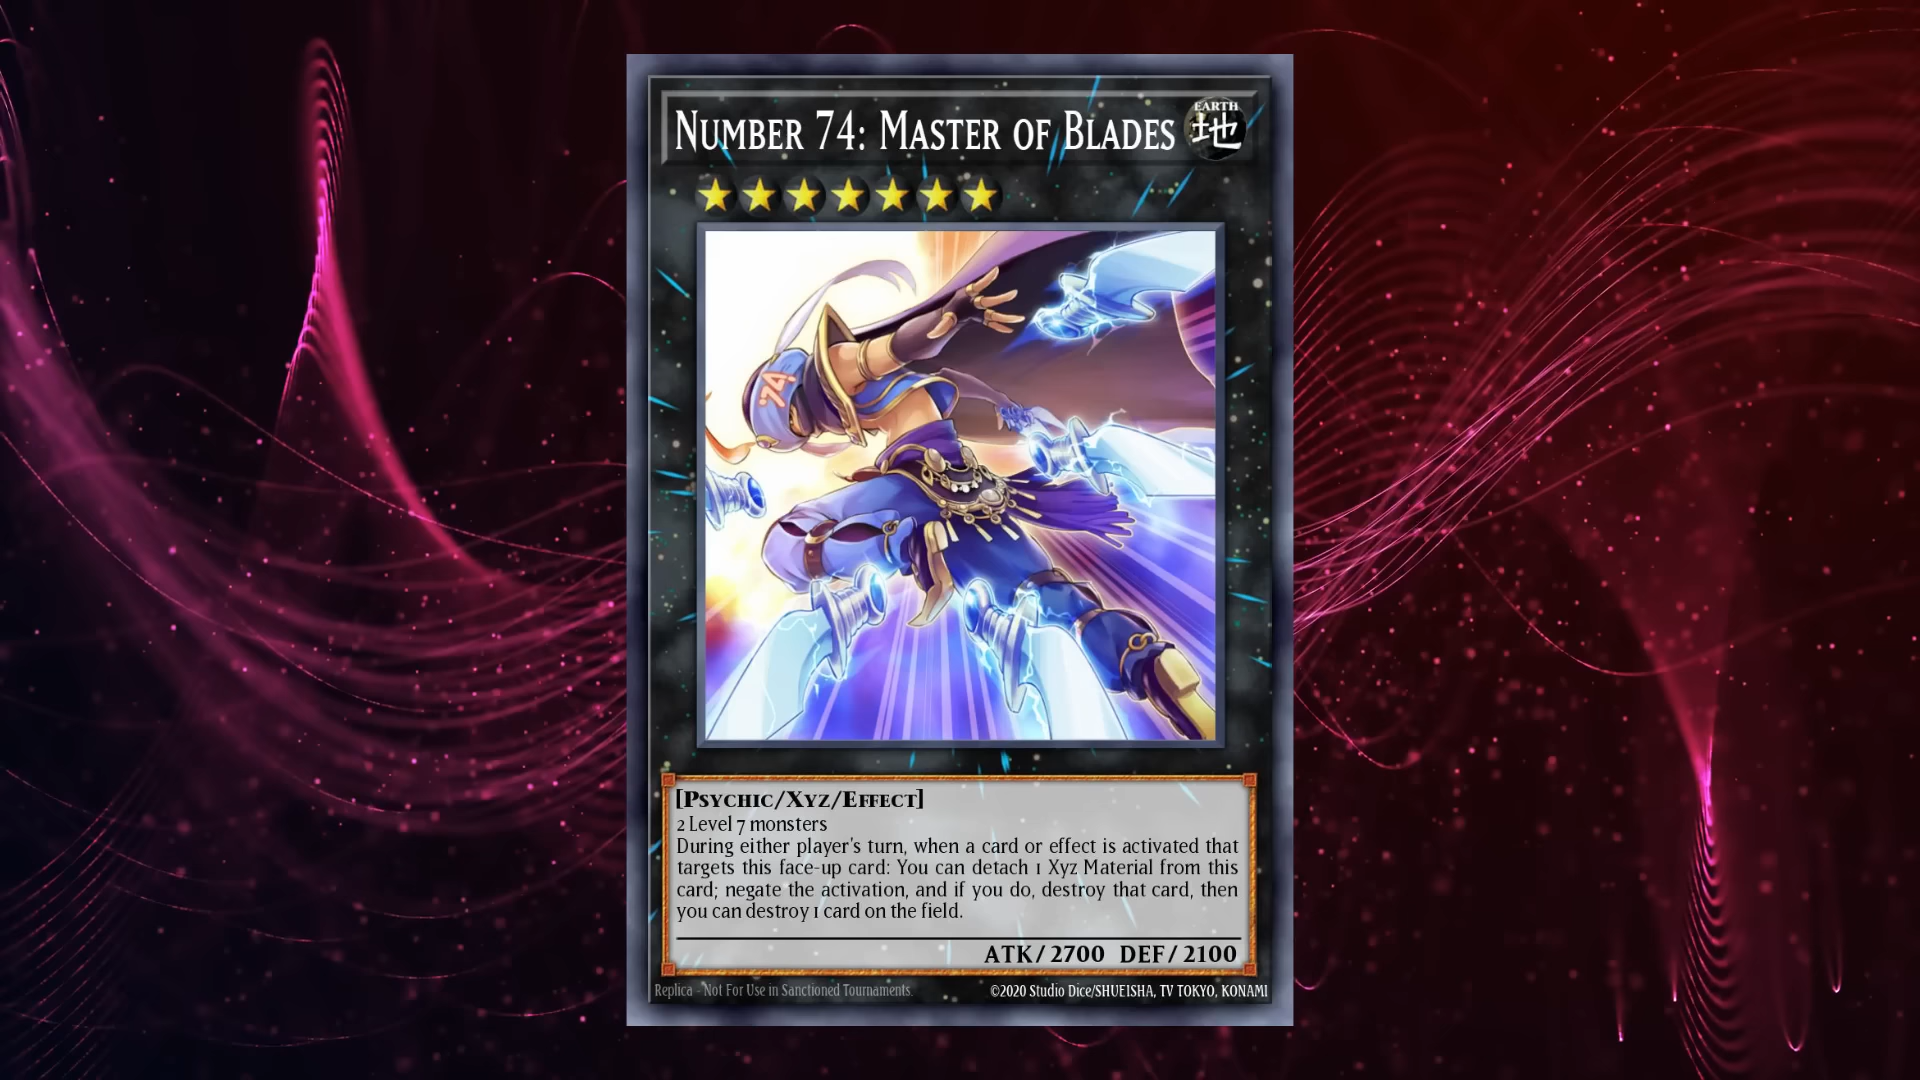 Number 74: Master of Blades
EARTH
地
74
[Psychic/Xyz/Effect]
2 Level 7 monsters
During either player's turn, when a card or effect is activated that
targets this face-up card: You can detach 1 Xyz Material from this
card; negate the activation, and if you do, destroy that card, then
you can destroy 1 card on the field.
ATK/2700 DEF/2100
Replica - Not For Use in Sanctioned Tournaments.
©2020 Studio Dice/SHUEISHA, TV TOKYO, KONAMI